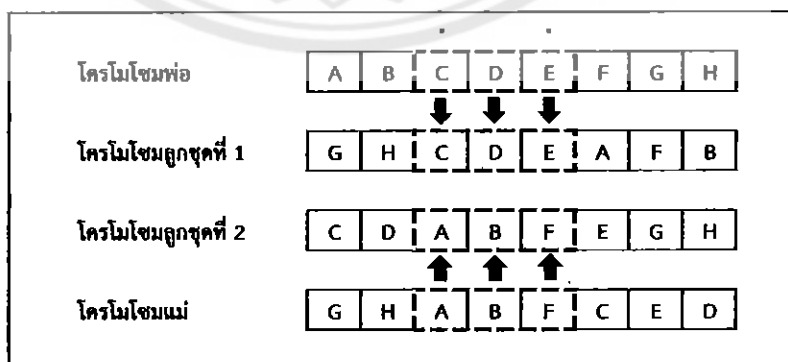 โครโมโซมพ่อ A B C D E F G H
โครโมโซมลูกชุดที่ 1 G H C D E A F B
โครโมโซมลูกชุดที่ 2 C D A B F E G H
โครโมโซมแม่ G H A B F C E D